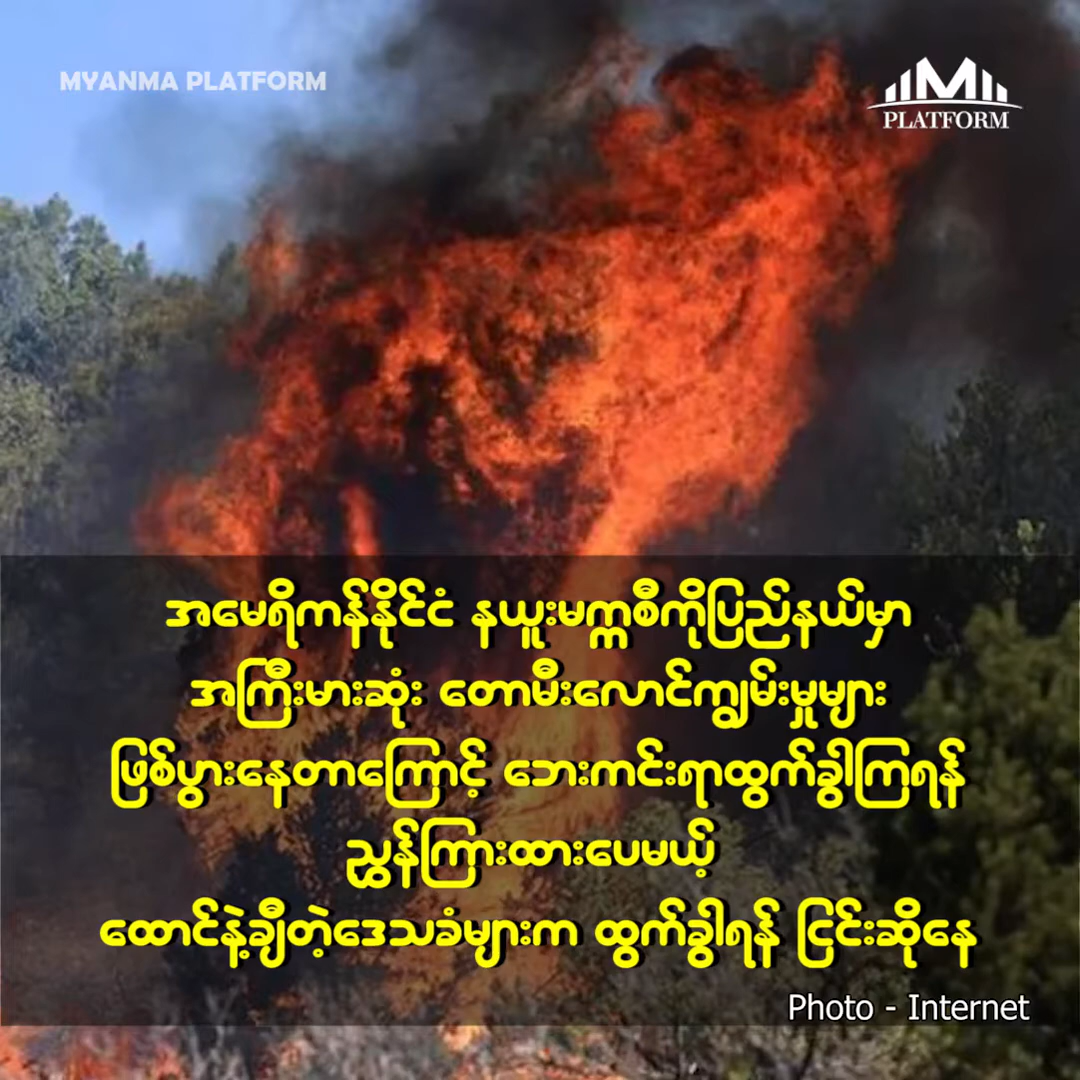 MYANMA PLATFORM
M
PLATFORM
အမေရိကန်နိုင်ငံ နယူးမက္ကစီကိုပြည်နယ်မှာ
အကြီးမားဆုံး တောမီးလောင်ကျွမ်းမှုများ
ဖြစ်ပွားနေတာကြောင့် ဘေးကင်းရာထွက်ခွါကြရန်
ညွှန်ကြားထားပေမယ့်
ထောင်နဲ့ချီတဲ့ဒေသခံများက ထွက်ခွါရန် ငြင်းဆိုနေ
Photo - Internet